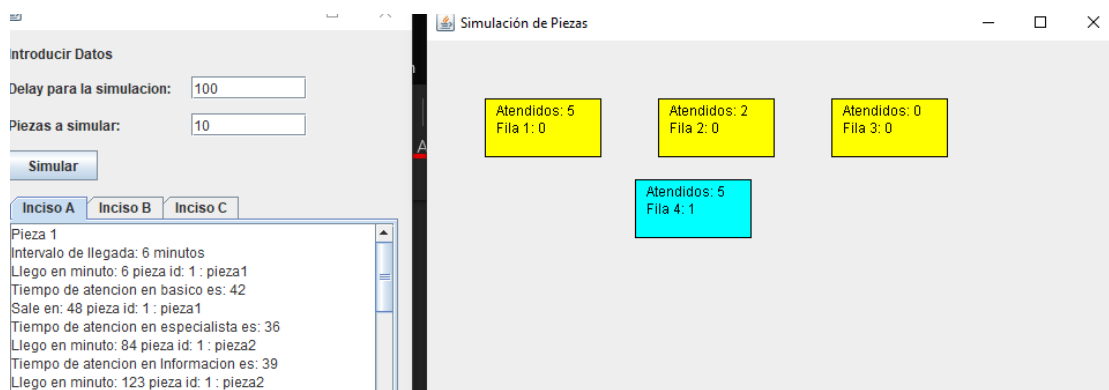 Introducir Datos
Delay para la simulacion: 100
Piezas a simular: 10
Simular
Inciso A Inciso B Inciso C
Pieza 1
Intervalo de llegada: 6 minutos
Llego en minuto: 6 pieza id: 1 : pieza1
Tiempo de atencion en basico es: 42
Sale en: 48 pieza id: 1 : pieza1
Tiempo de atencion en especialista es: 36
Llego en minuto: 84 pieza id: 1 : pieza2
Tiempo de atencion en Informacion es: 39
Llego en minuto: 123 pieza id: 1 : pieza2
Simulación de Piezas
Atendidos: 5
Fila 1: 0
Atendidos: 2
Fila 2: 0
Atendidos: 0
Fila 3: 0
Atendidos: 5
Fila 4: 1